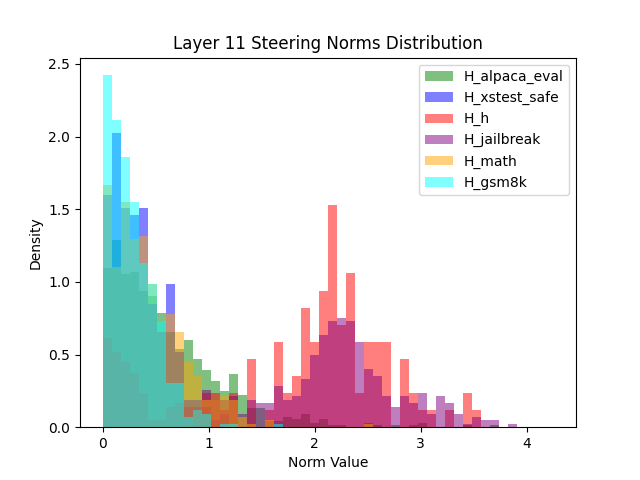 Layer 11 Steering Norms Distribution
2.5
2.0
1.5
1.0
0.5
0.0
Density
H_alpaca_eval
H_xstest_safe
H_h
H_jailbreak
H_math
H_gsm8k
0 1 2 3 4
Norm Value